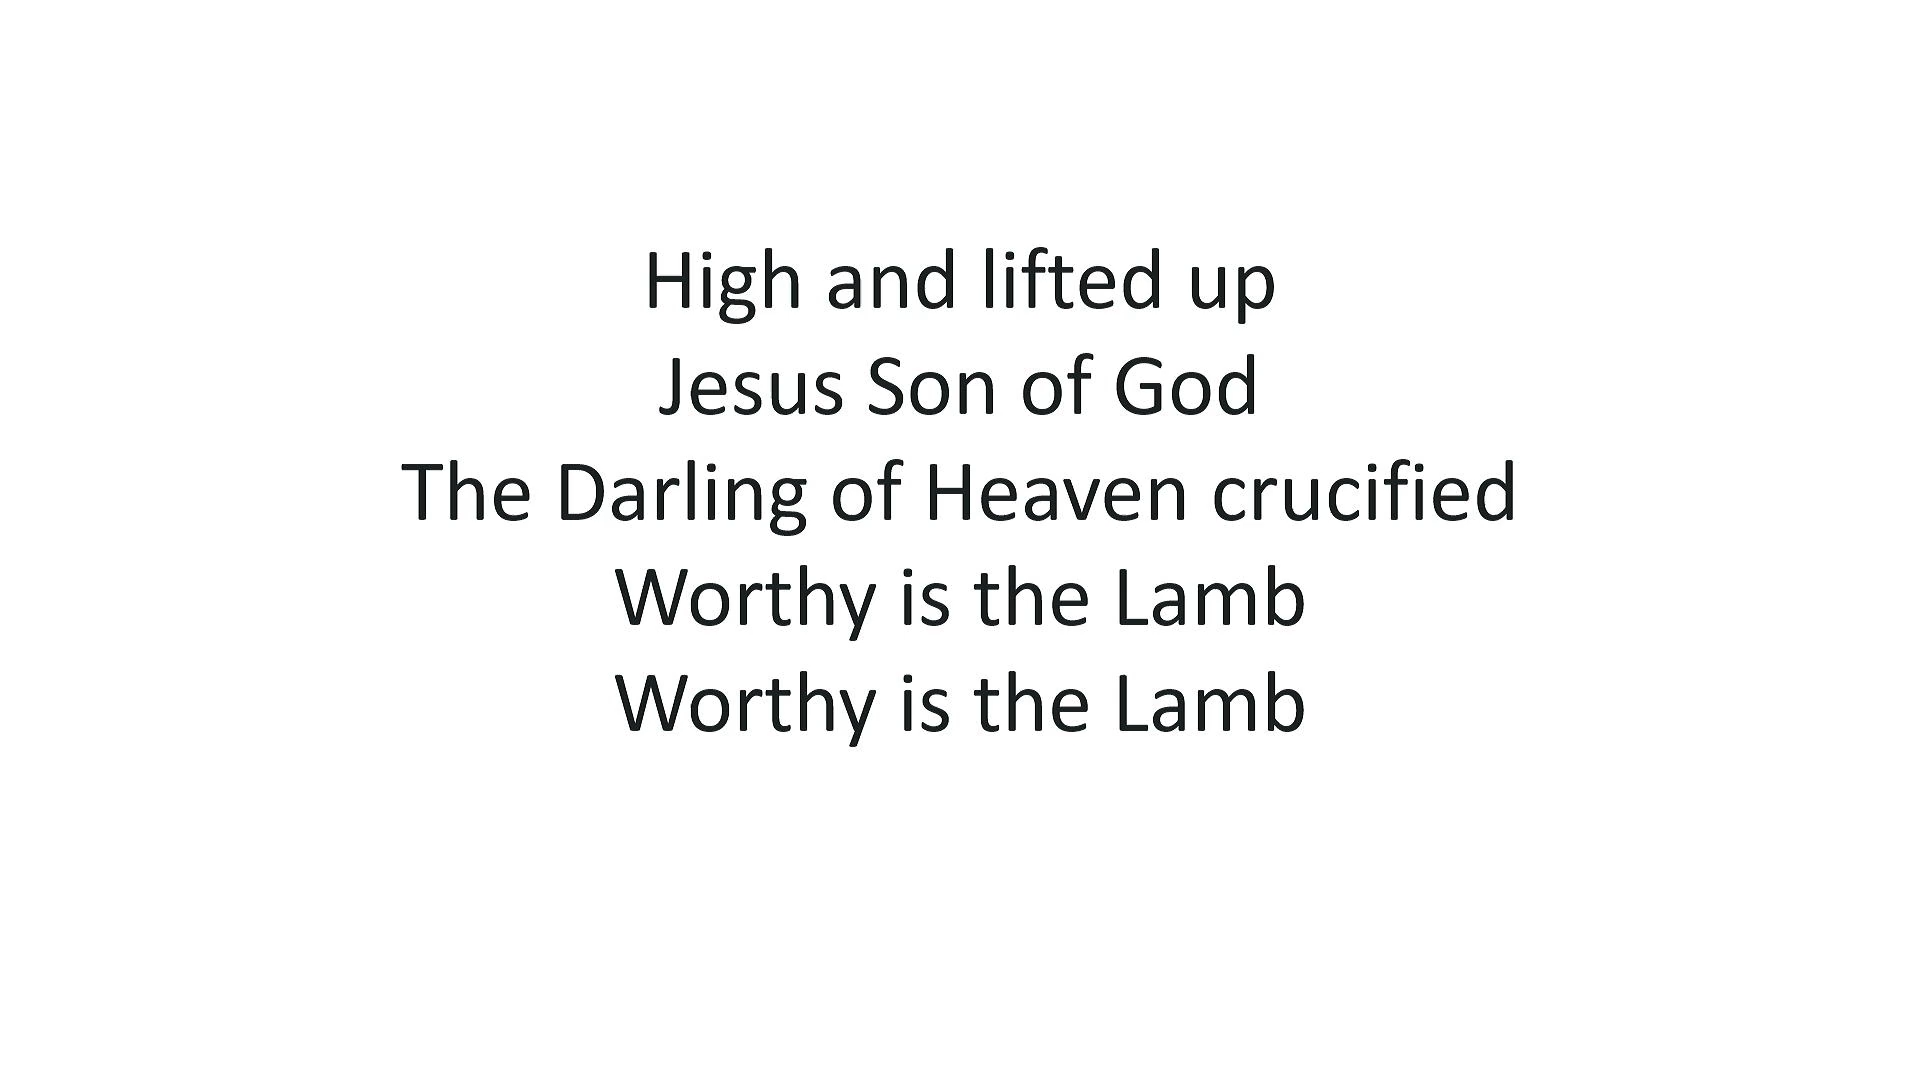 High and lifted up
Jesus Son of God
The Darling of Heaven crucified
Worthy is the Lamb
Worthy is the Lamb